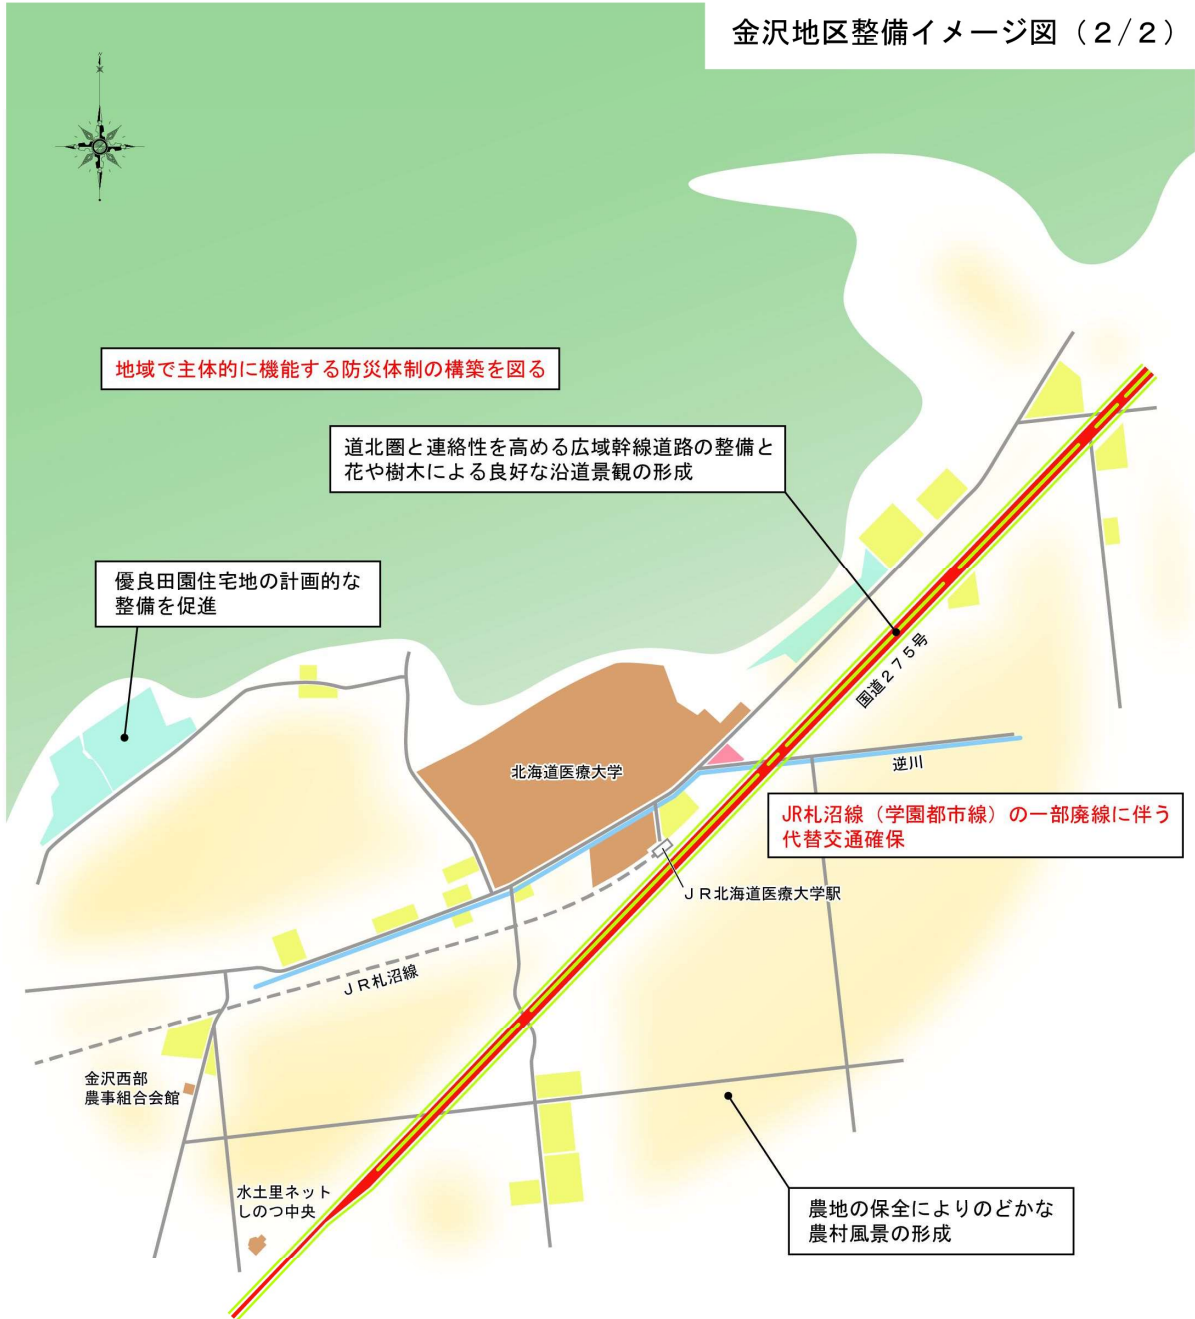 金沢地区整備イメージ図（２/２）
地域で主体的に機能する防災体制の構築を図る
道北圏と連絡性を高める広域幹線道路の整備と
花や樹木による良好な沿道景観の形成
優良田園住宅地の計画的な
整備を促進
国道２７５号
北海道医療大学
逆川
JR札沼線（学園都市線）の一部廃線に伴う
代替交通確保
ＪＲ北海道医療大学駅
ＪＲ札沼線
金沢西部
農事組合会館
水土里ネット
しのつ中央
農地の保全によりのどかな
農村風景の形成